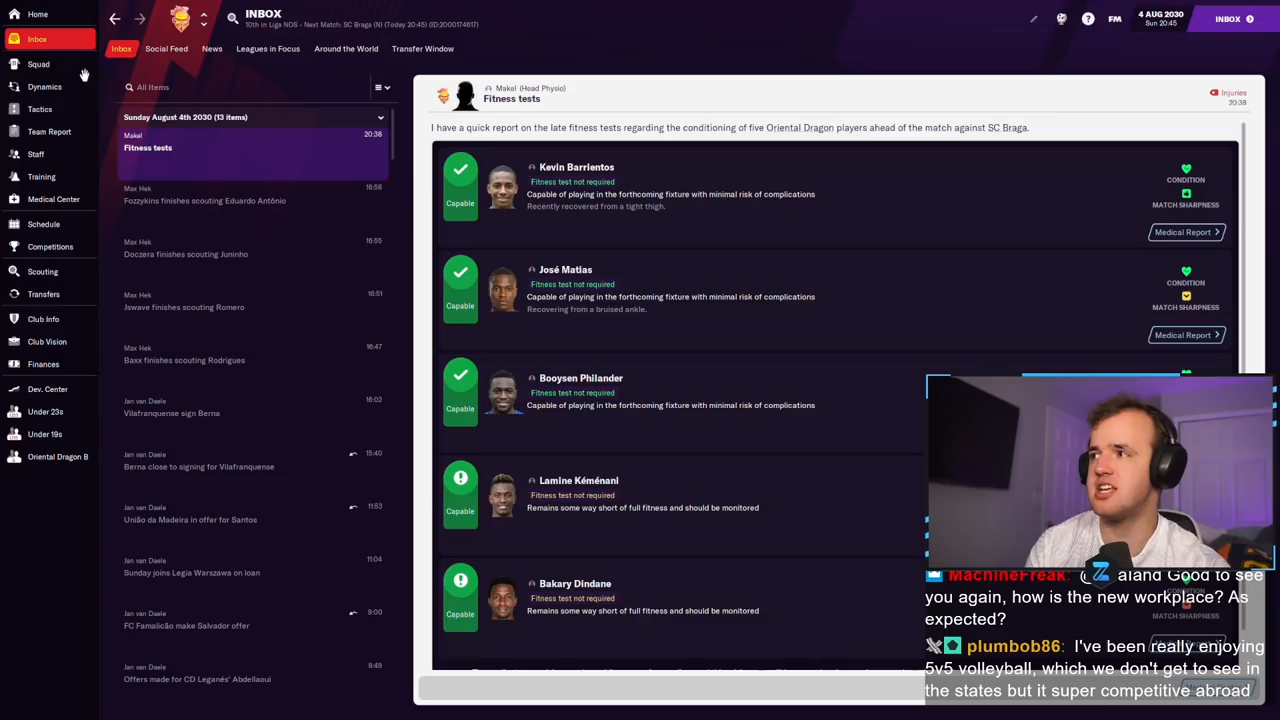 Home
Inbox
Squad
Dynamics
Tactics
Team Report
Staff
Training
Medical Center
Schedule
Competitions
Scouting
Transfers
Club Info
Club Vision
Finances
Dev. Center
Under 23s
Under 19s
Oriental Dragon B
INBOX
10th in Liga NOS - Next Match: SC Braga (N) (Today 20:45) (ID:2000174617)
FM
4 AUG 2030
Sun 20:45
INBOX
Inbox
Social Feed
News
Leagues in Focus
Around the World
Transfer Window
All Items
Sunday August 4th 2030 (13 items)
Makel
20:38
Fitness tests
Max Hek
16:58
Fozzykins finishes scouting Eduardo Antônio
Max Hek
16:55
Doczera finishes scouting Juninho
Max Hek
16:51
Jswave finishes scouting Romero
Max Hek
16:47
Baxx finishes scouting Rodrigues
Jan van Daele
16:02
Vilafranquense sign Berna
Jan van Daele
15:40
Berna close to signing for Vilafranquense
Jan van Daele
11:53
União da Madeira in offer for Santos
Jan van Daele
11:04
Sunday joins Legia Warszawa on loan
Jan van Daele
9:00
FC Famalicão make Salvador offer
Jan van Daele
8:49
Offers made for CD Leganés' Abdellaoui
Makel (Head Physio)
Fitness tests
Injuries
20:38
I have a quick report on the late fitness tests regarding the conditioning of five Oriental Dragon players ahead of the match against SC Braga.
Capable
Kevin Barrientos
Fitness test not required
Capable of playing in the forthcoming fixture with minimal risk of complications
Recently recovered from a tight thigh.
CONDITION
MATCH SHARPNESS
Medical Report
Capable
José Matias
Fitness test not required
Capable of playing in the forthcoming fixture with minimal risk of complications
Recovering from a bruised ankle.
CONDITION
MATCH SHARPNESS
Medical Report
Capable
Booysen Philander
Fitness test not required
Capable of playing in the forthcoming fixture with minimal risk of complications
Capable
Lamine Kéménani
Fitness test not required
Remains some way short of full fitness and should be monitored
Capable
Bakary Dindane
Fitness test not required
Remains some way short of full fitness and should be monitored
MATCH SHARPNESS
MachineFreak: aland Good to see
you again, how is the new workplace? As
expected?
plumbob86: I've been really enjoying
5v5 volleyball, which we don't get to see in
the states but it super competitive abroad